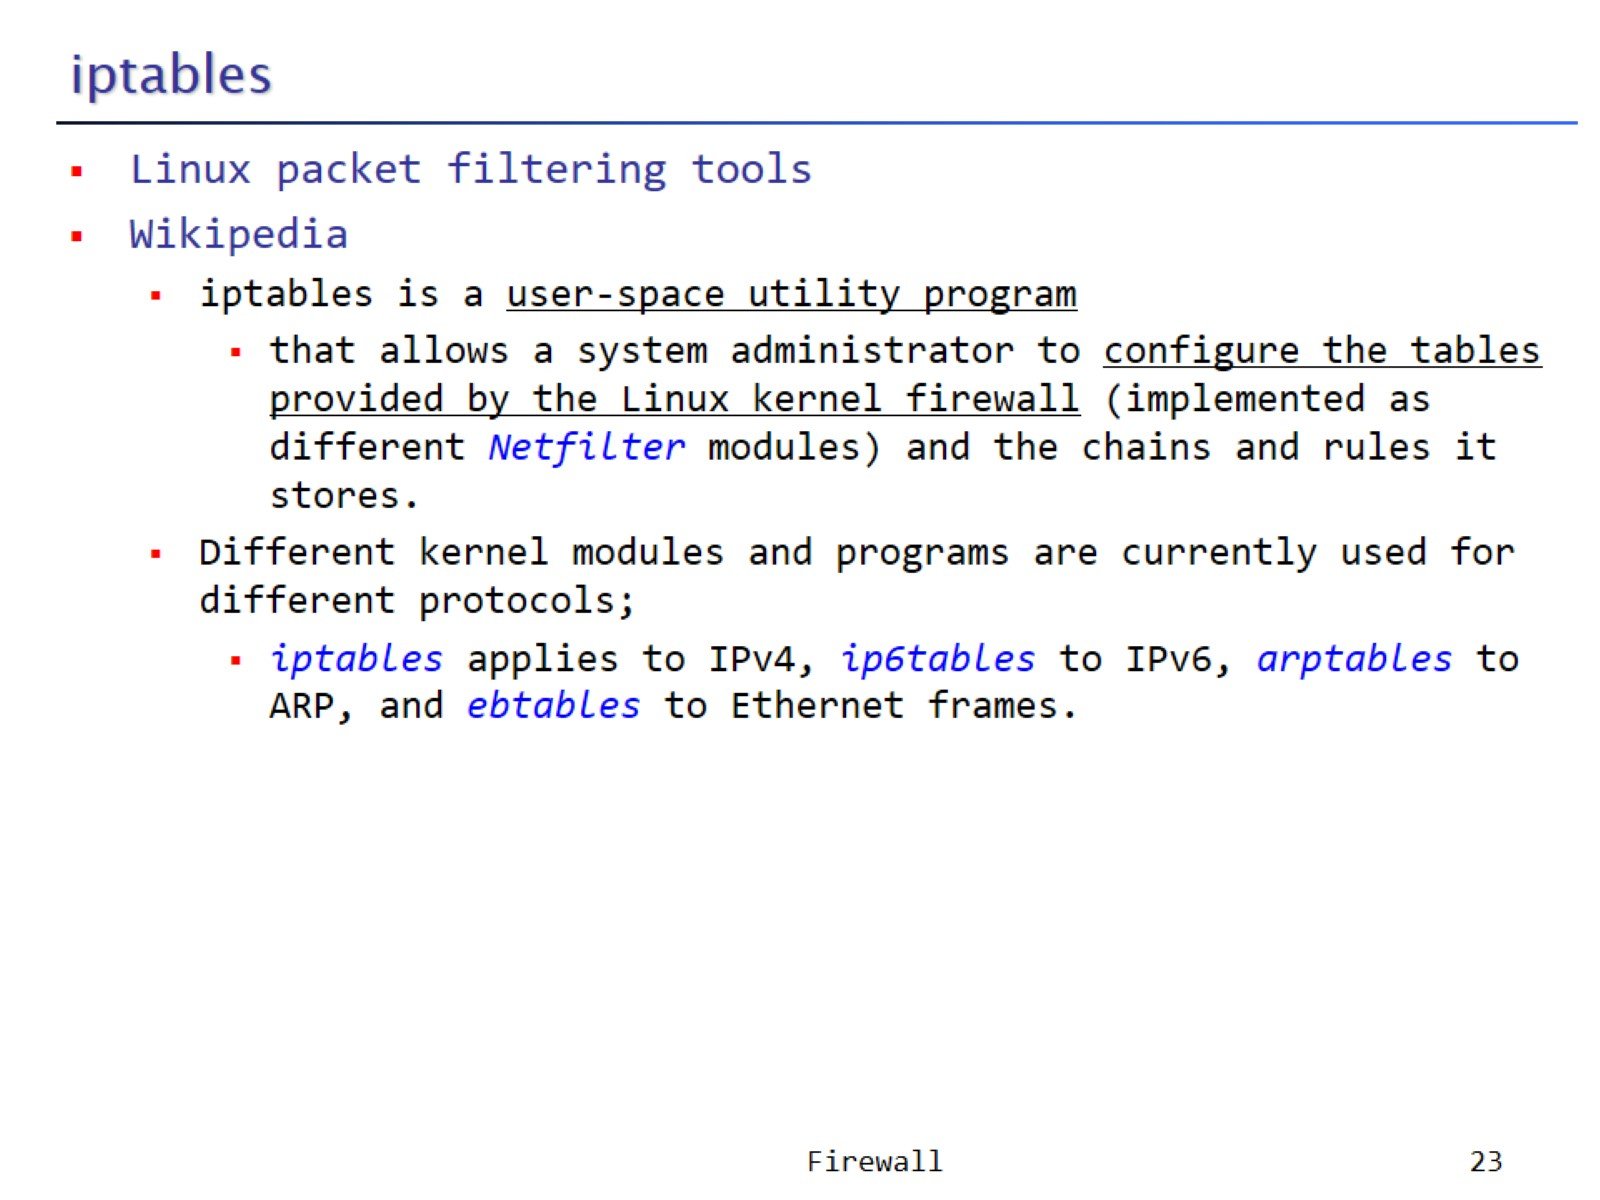 iptables
Linux packet filtering tools
Wikipedia
iptables is a user-space utility program
that allows a system administrator to configure the tables
provided by the Linux kernel firewall (implemented as
different Netfilter modules) and the chains and rules it
stores.
Different kernel modules and programs are currently used for
different protocols;
iptables applies to IPv4, ip6tables to IPv6, arptables to
ARP, and ebtables to Ethernet frames.
Firewall
23